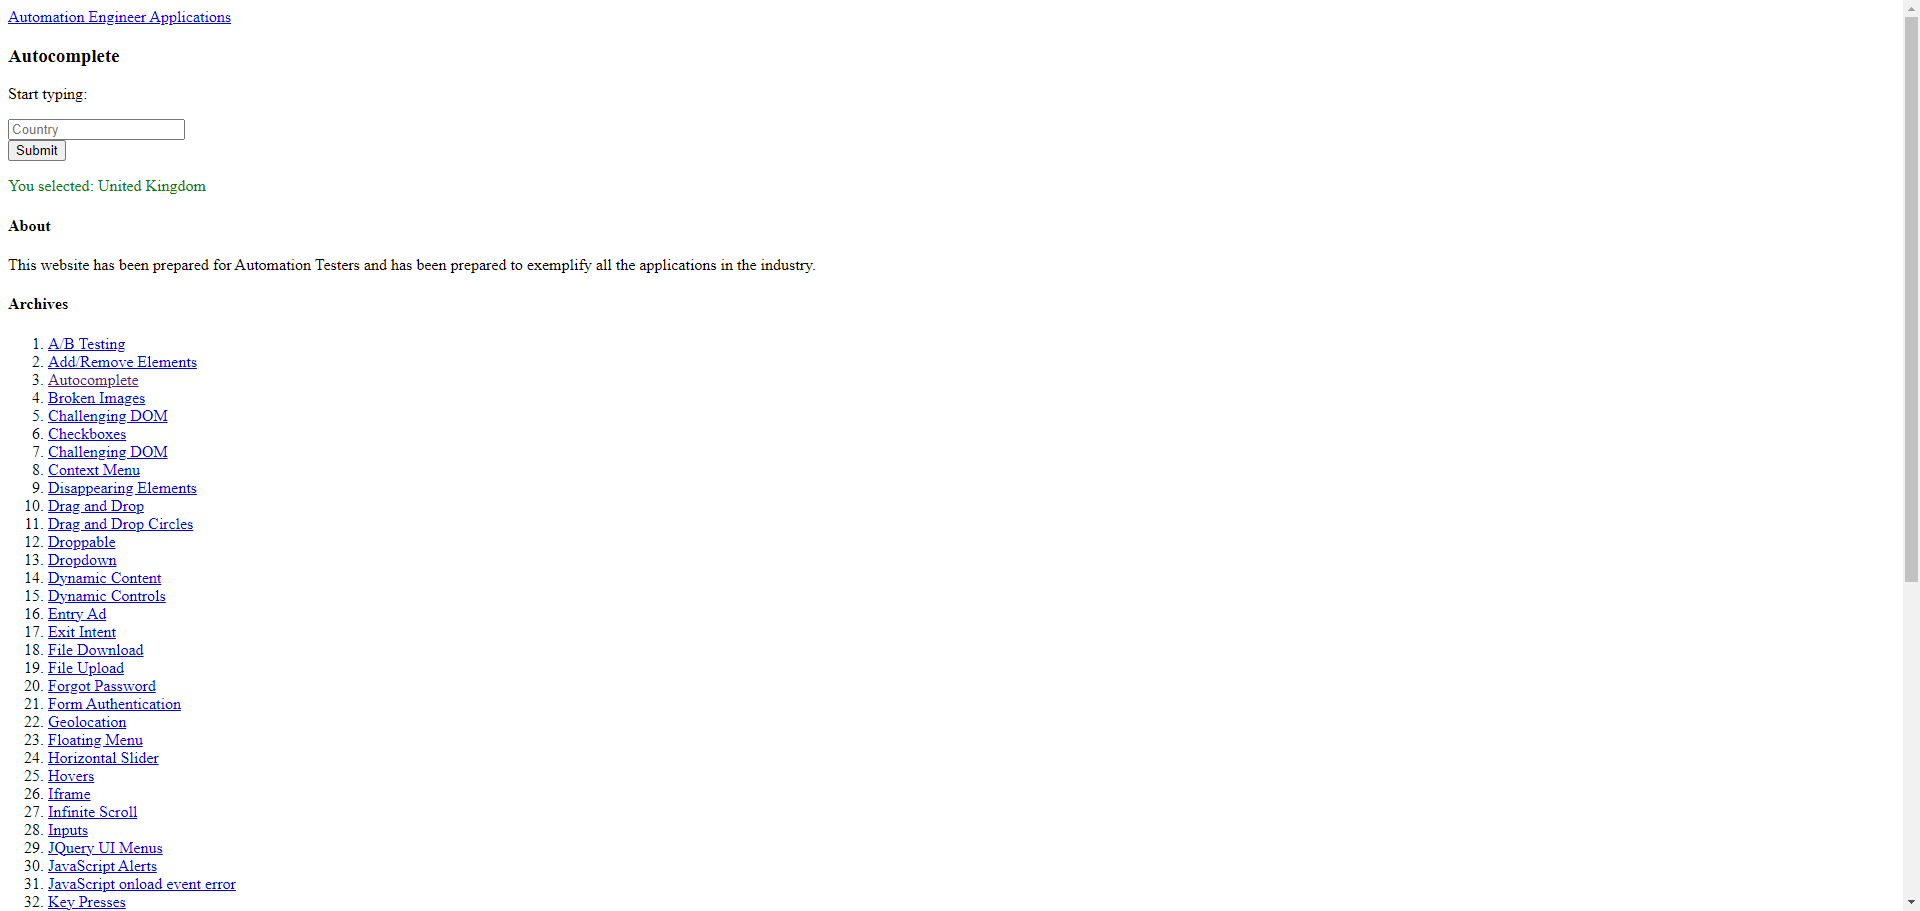 Automation Engineer Applications
Autocomplete
Start typing:
Country
Submit
You selected: United Kingdom
About
This website has been prepared for Automation Testers and has been prepared to exemplify all the applications in the industry.
Archives
1. A/B Testing
2. Add/Remove Elements
3. Autocomplete
4. Broken Images
5. Challenging DOM
6. Checkboxes
7. Challenging DOM
8. Context Menu
9. Disappearing Elements
10. Drag and Drop
11. Drag and Drop Circles
12. Droppable
13. Dropdown
14. Dynamic Content
15. Dynamic Controls
16. Entry Ad
17. Exit Intent
18. File Download
19. File Upload
20. Forgot Password
21. Form Authentication
22. Geolocation
23. Floating Menu
24. Horizontal Slider
25. Hovers
26. Iframe
27. Infinite Scroll
28. Inputs
29. JQuery UI Menus
30. JavaScript Alerts
31. JavaScript onload event error
32. Key Presses